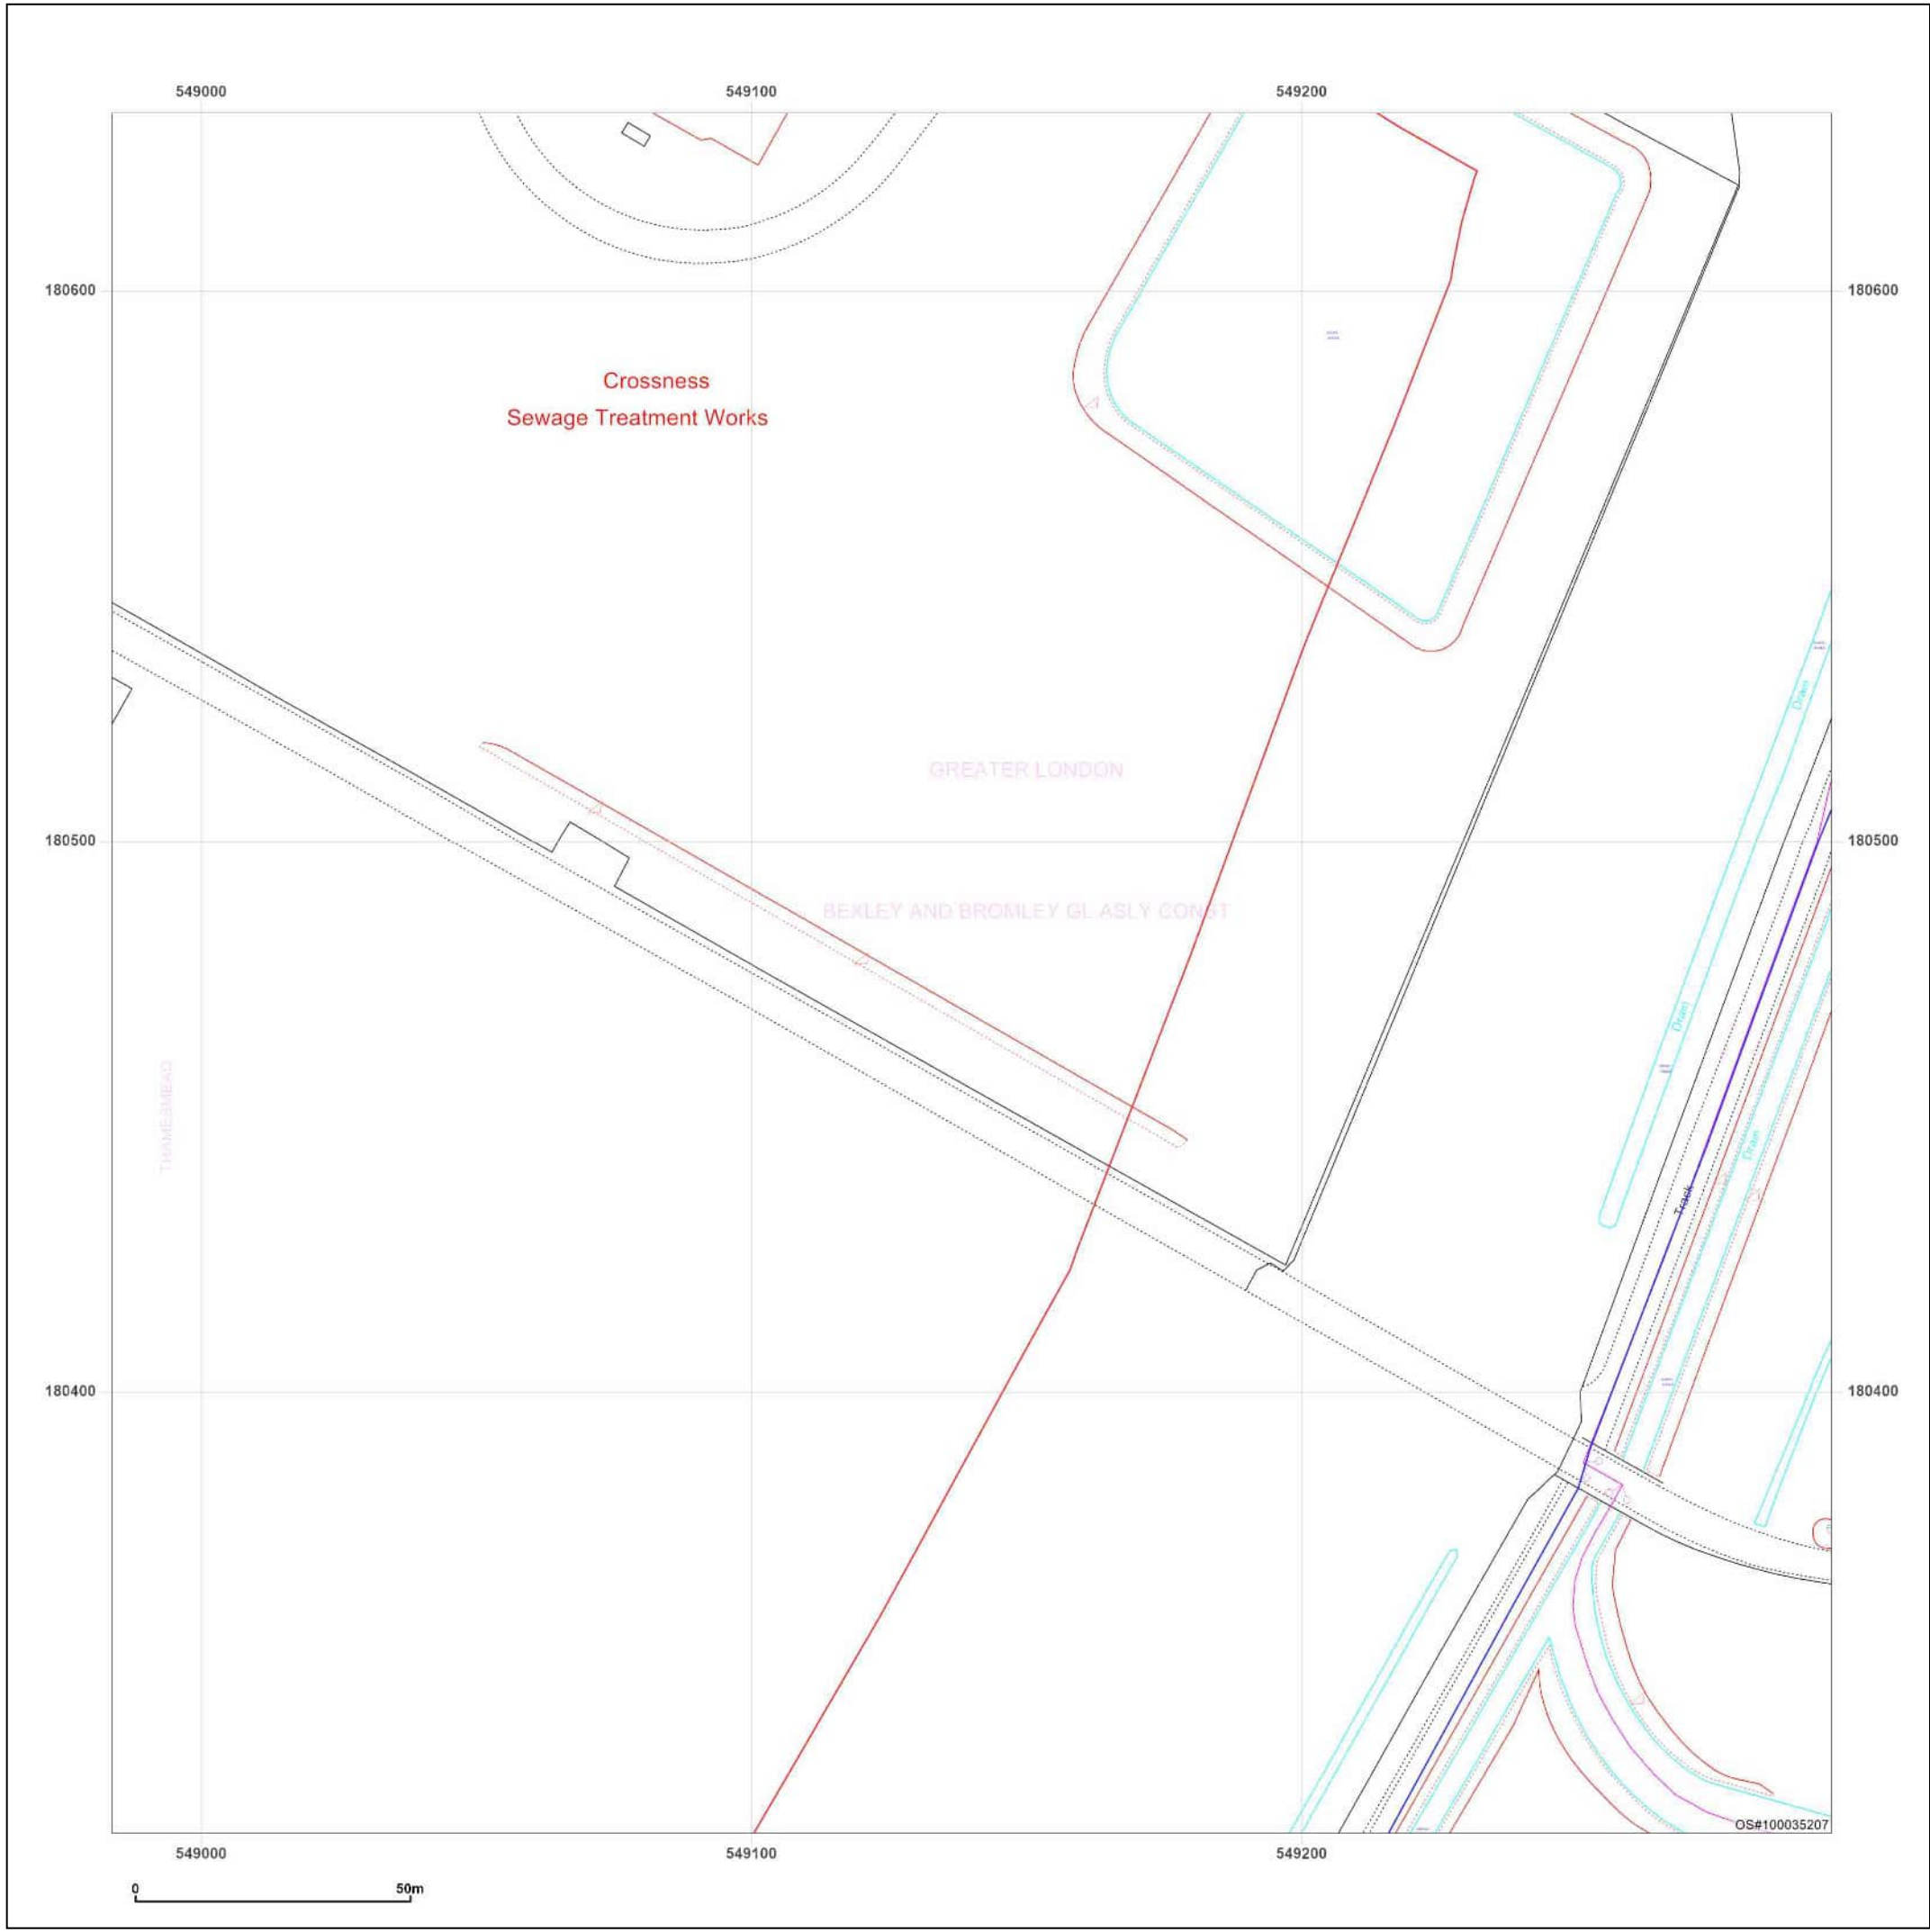 549000 549100 549200
180600 180600
Crossness
Sewage Treatment Works
Drain
GREATER LONDON
180500 180500
BEXLEY AND BROMLEY GL ASLY CONST
Drain
THAMESMEAD
Drain
Track
180400 180400
OS#100035207
549000 549100 549200
0 50m